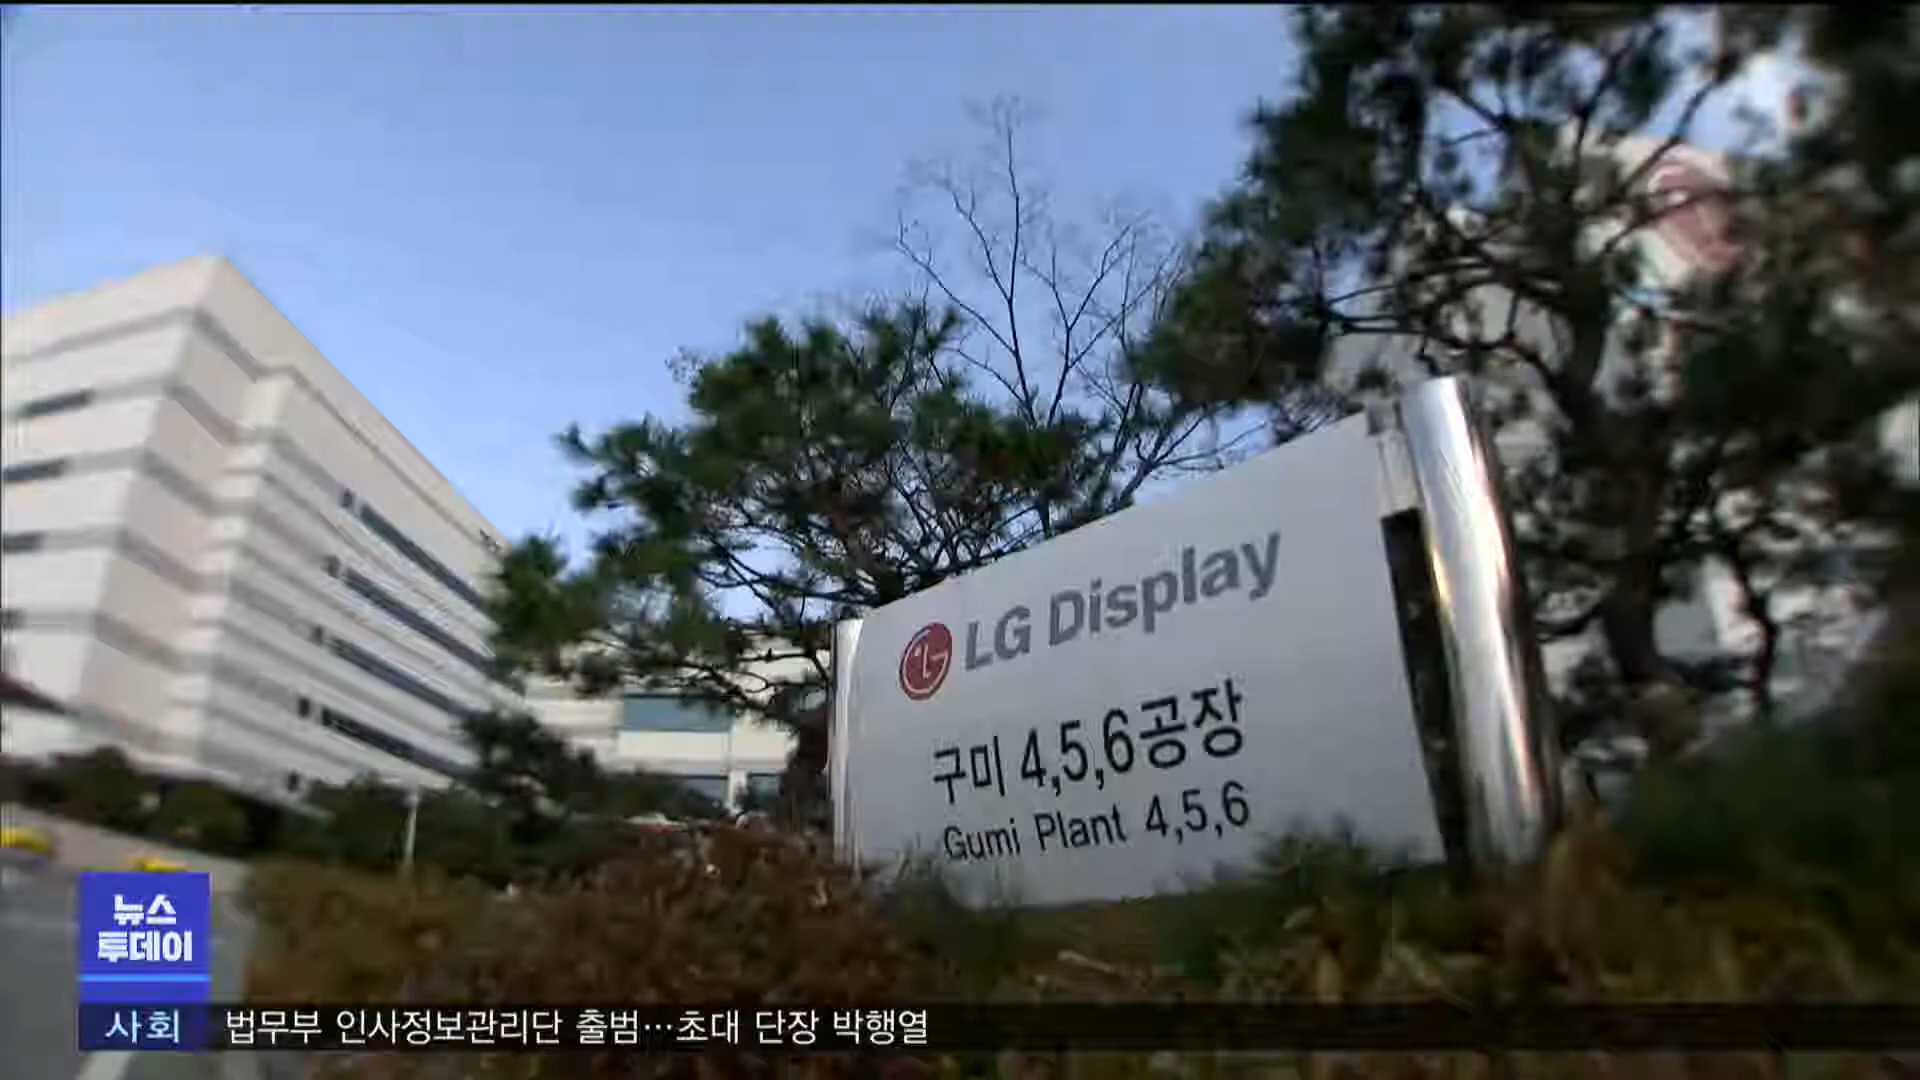 LG Display
구미 4,5,6공장
Gumi Plant 4,5,6
뉴스
투데이
사회 법무부 인사정보관리단 출범…초대 단장 박행열